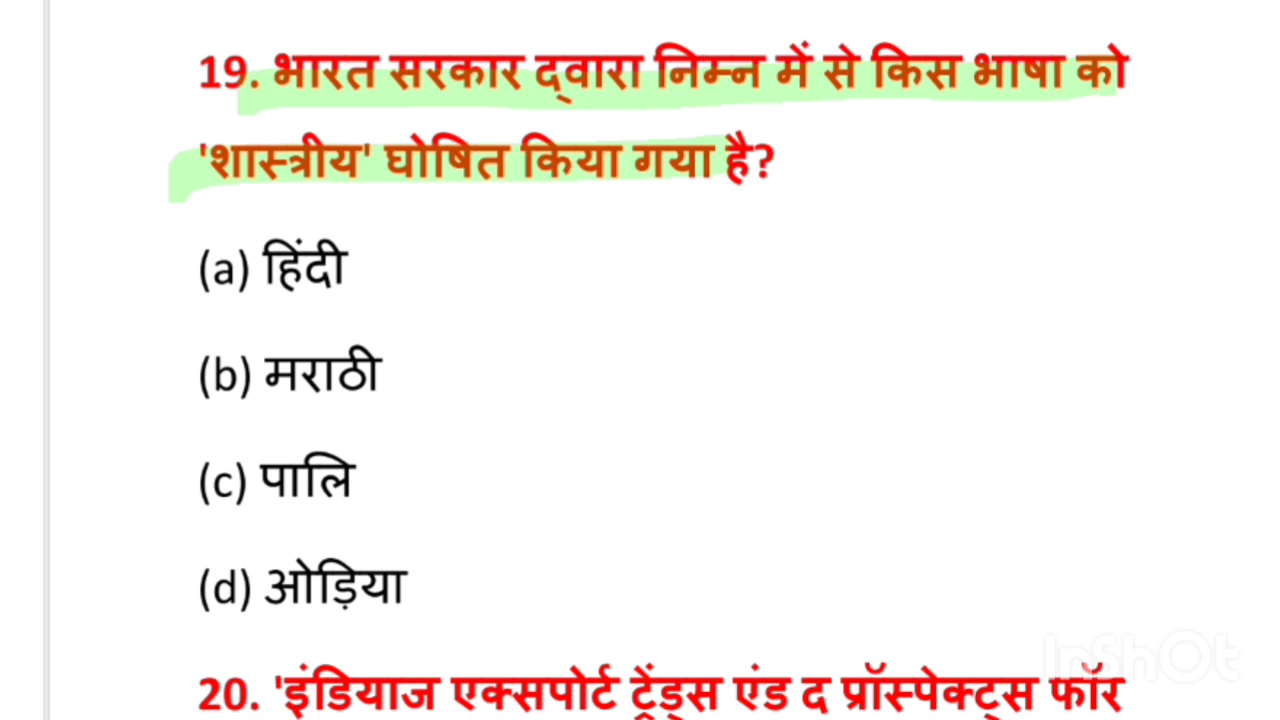 19. भारत सरकार द्वारा निम्न में से किस भाषा को
'शास्त्रीय' घोषित किया गया है?
(a) हिंदी
(b) मराठी
(c) पालि
(d) ओड़िया
InShOt
20. 'इंडियाज एक्सपोर्ट ट्रेंड्स एंड द प्रॉस्पेक्ट्स फॉर